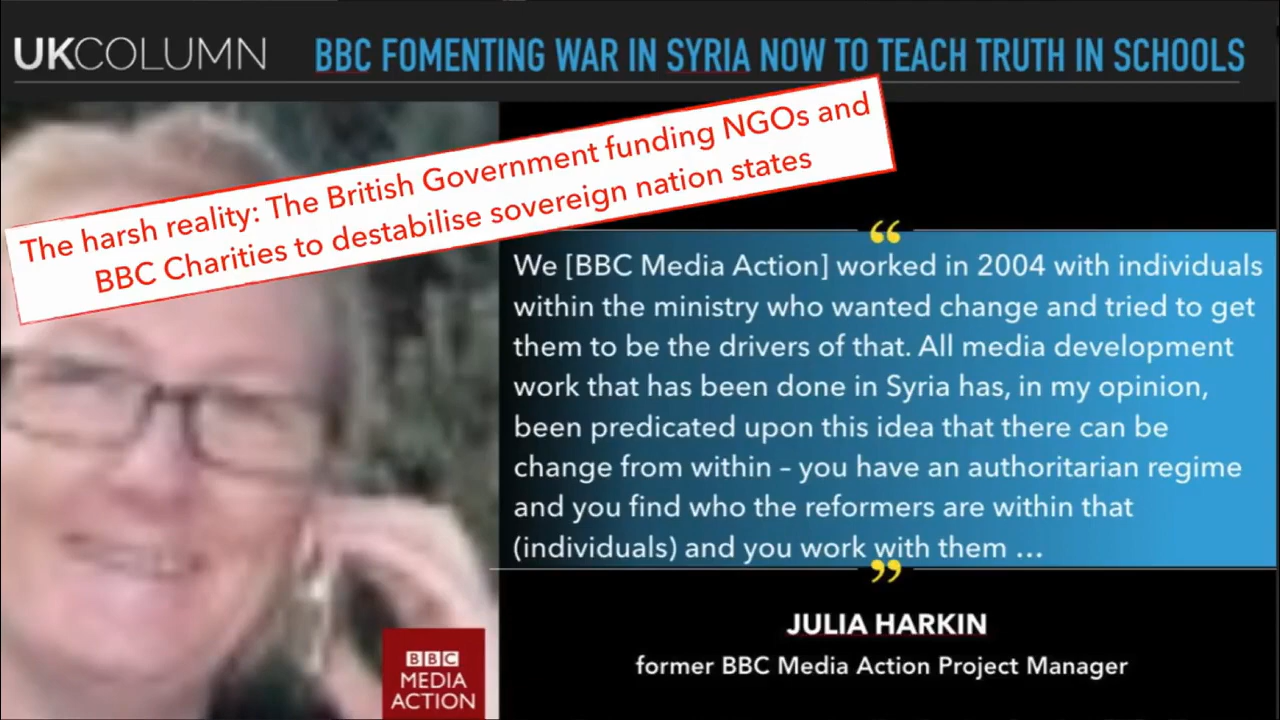 UKCOLUMN
BBC FOMENTING WAR IN SYRIA NOW TO TEACH TRUTH IN SCHOOLS
The harsh reality: The British Government funding NGOs and
BBC Charities to destabilise sovereign nation states
“
We [BBC Media Action] worked in 2004 with individuals
within the ministry who wanted change and tried to get
them to be the drivers of that. All media development
work that has been done in Syria has, in my opinion,
been predicated upon this idea that there can be
change from within – you have an authoritarian regime
and you find who the reformers are within that
(individuals) and you work with them ...
”
JULIA HARKIN
former BBC Media Action Project Manager
BBC
MEDIA
ACTION